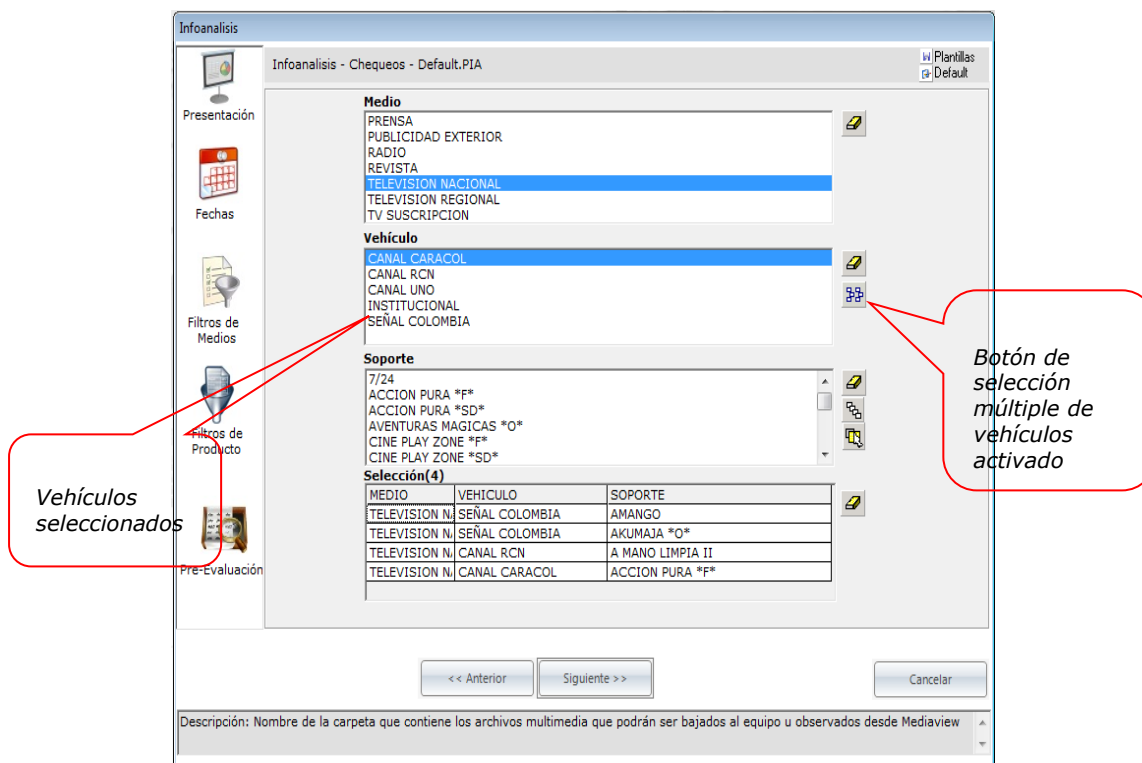 Infoanalisis
Infoanalisis - Chequeos - Default.PIA
Plantillas
Default
Presentación
Fechas
Filtros de
Medios
Filtros de
Producto
Pre-Evaluación
Medio
PRENSA
PUBLICIDAD EXTERIOR
RADIO
REVISTA
TELEVISION NACIONAL
TELEVISION REGIONAL
TV SUSCRIPCION
Vehículo
CANAL CARACOL
CANAL RCN
CANAL UNO
INSTITUCIONAL
SEÑAL COLOMBIA
Soporte
7/24
ACCION PURA *F*
ACCION PURA *SD*
AVENTURAS MAGICAS *O*
CINE PLAY ZONE *F*
CINE PLAY ZONE *SD*
Selección(4)
MEDIO VEHICULO SOPORTE
TELEVISION NA SEÑAL COLOMBIA AMANGO
TELEVISION N SEÑAL COLOMBIA AKUMAJA *O*
TELEVISION N CANAL RCN A MANO LIMPIA II
TELEVISION N CANAL CARACOL ACCION PURA *F*
Vehículos
seleccionados
Botón de
selección
múltiple de
vehículos
activado
<< Anterior
Siguiente >>
Cancelar
Descripción: Nombre de la carpeta que contiene los archivos multimedia que podrán ser bajados al equipo u observados desde Mediaview